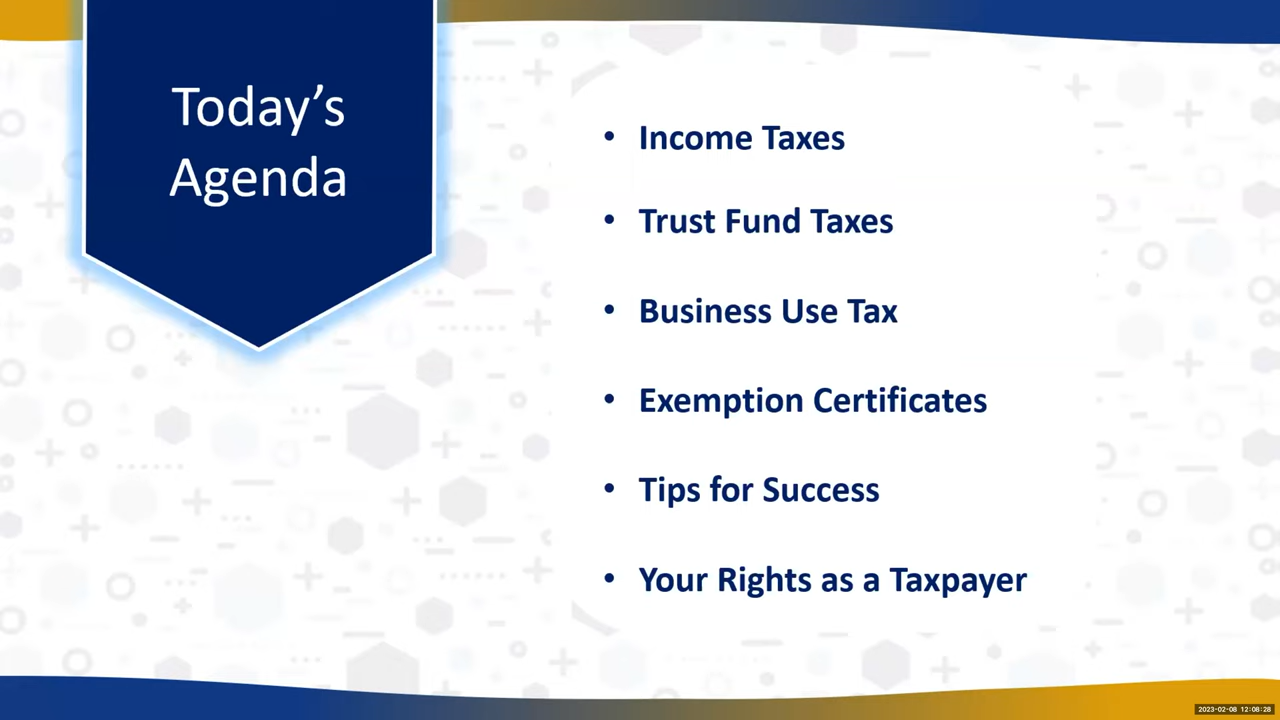 Today’s
Agenda
• Income Taxes
• Trust Fund Taxes
• Business Use Tax
• Exemption Certificates
• Tips for Success
• Your Rights as a Taxpayer
2023-02-08 12:08:28